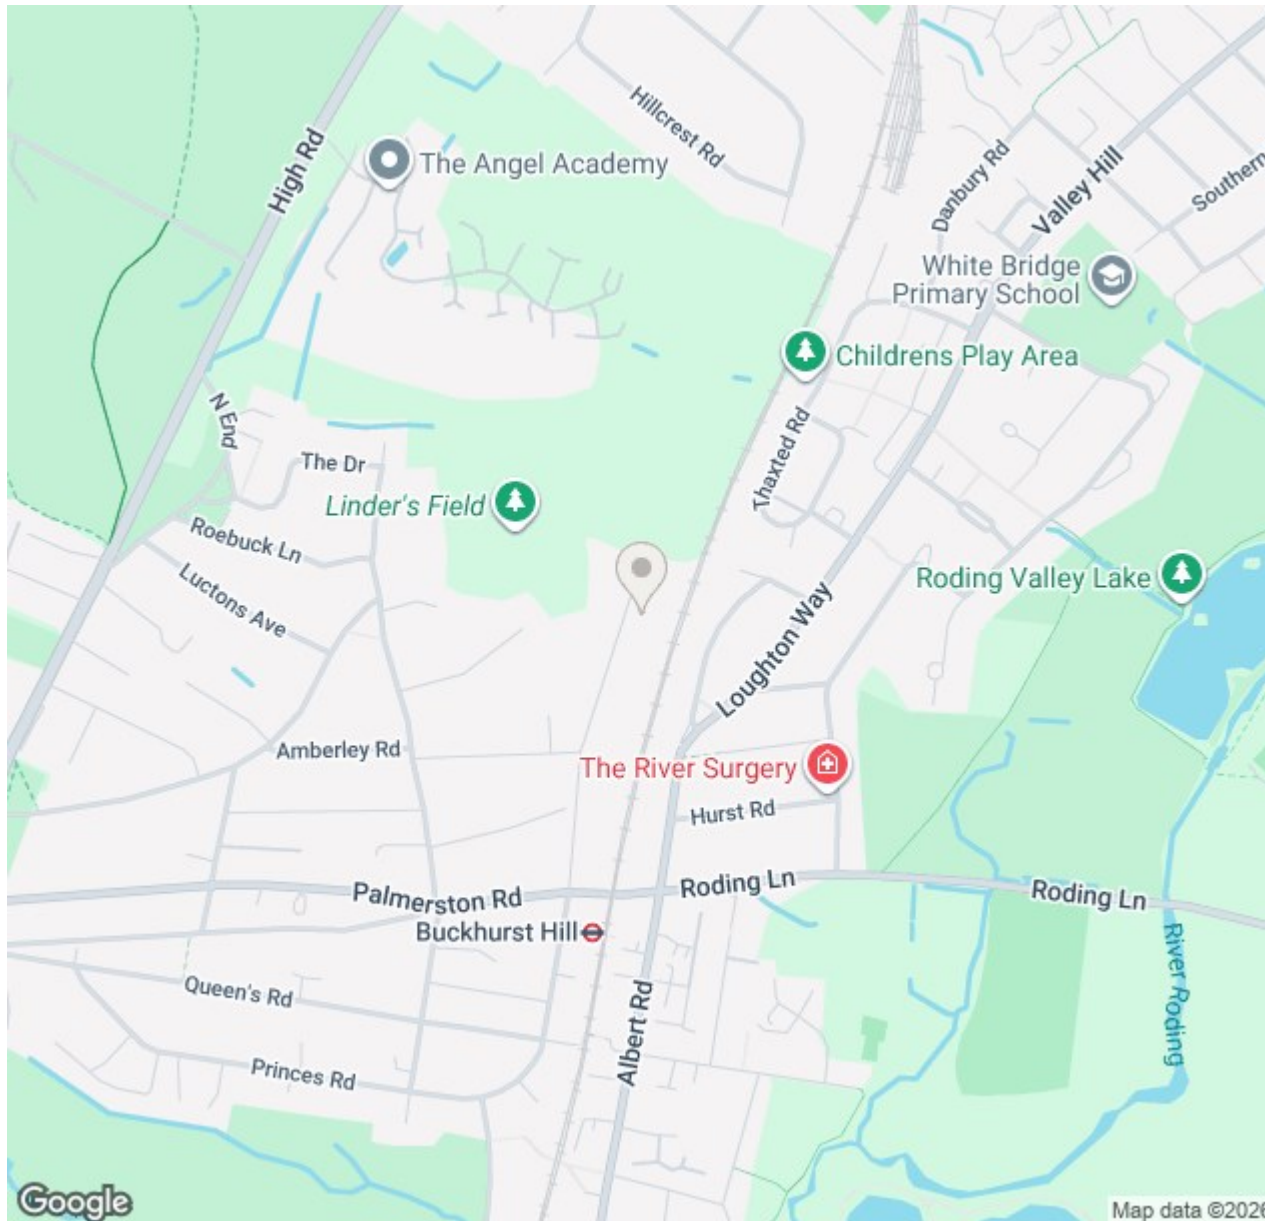 Hillcrest Rd
The Angel Academy
High Rd
Danbury Rd
Valley Hill
Southern
White Bridge
Primary School
Childrens Play Area
N End
The Dr
Thaxted Rd
Linder's Field
Roebuck Ln
Luctons Ave
Roding Valley Lake
Loughton Way
Amberley Rd
The River Surgery
Hurst Rd
Palmerston Rd
Roding Ln
Roding Ln
Buckhurst Hill
River Roding
Queen's Rd
Albert Rd
Princes Rd
Google
Map data ©2026